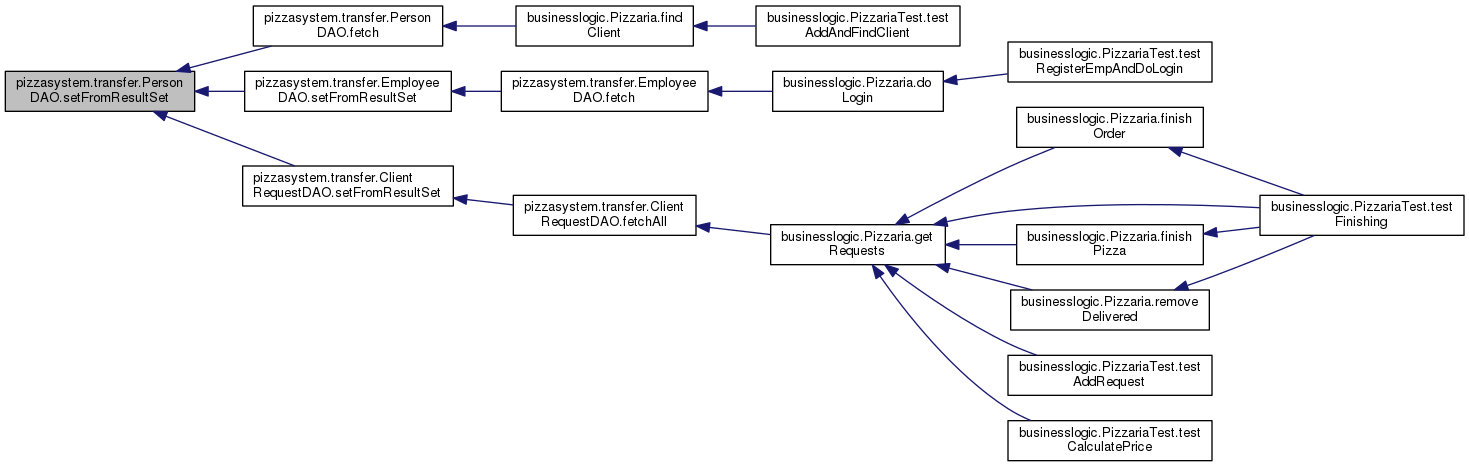 pizzasystem.transfer.Person
DAO.setFromResultSet
pizzasystem.transfer.Person
DAO.fetch
businesslogic.Pizzaria.find
Client
businesslogic.PizzariaTest.test
AddAndFindClient
pizzasystem.transfer.Employee
DAO.setFromResultSet
pizzasystem.transfer.Employee
DAO.fetch
businesslogic.Pizzaria.do
Login
businesslogic.PizzariaTest.test
RegisterEmpAndDoLogin
pizzasystem.transfer.Client
RequestDAO.setFromResultSet
pizzasystem.transfer.Client
RequestDAO.fetchAll
businesslogic.Pizzaria.get
Requests
businesslogic.Pizzaria.finish
Order
businesslogic.PizzariaTest.test
Finishing
businesslogic.Pizzaria.finish
Pizza
businesslogic.Pizzaria.remove
Delivered
businesslogic.PizzariaTest.test
AddRequest
businesslogic.PizzariaTest.test
CalculatePrice